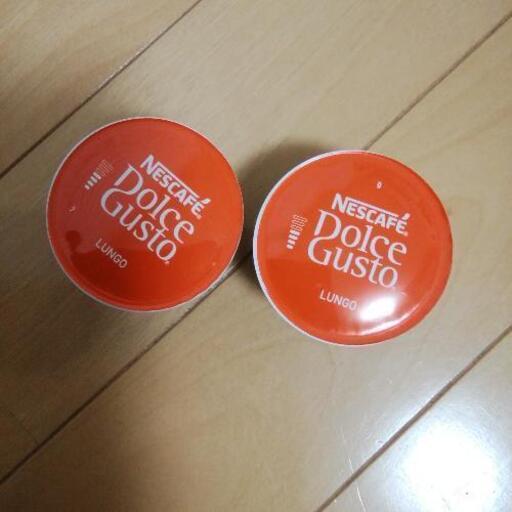 NESCAFÉ
Dolce
Gusto
LUNGO
NESCAFÉ
Dolce
Gusto
LUNGO